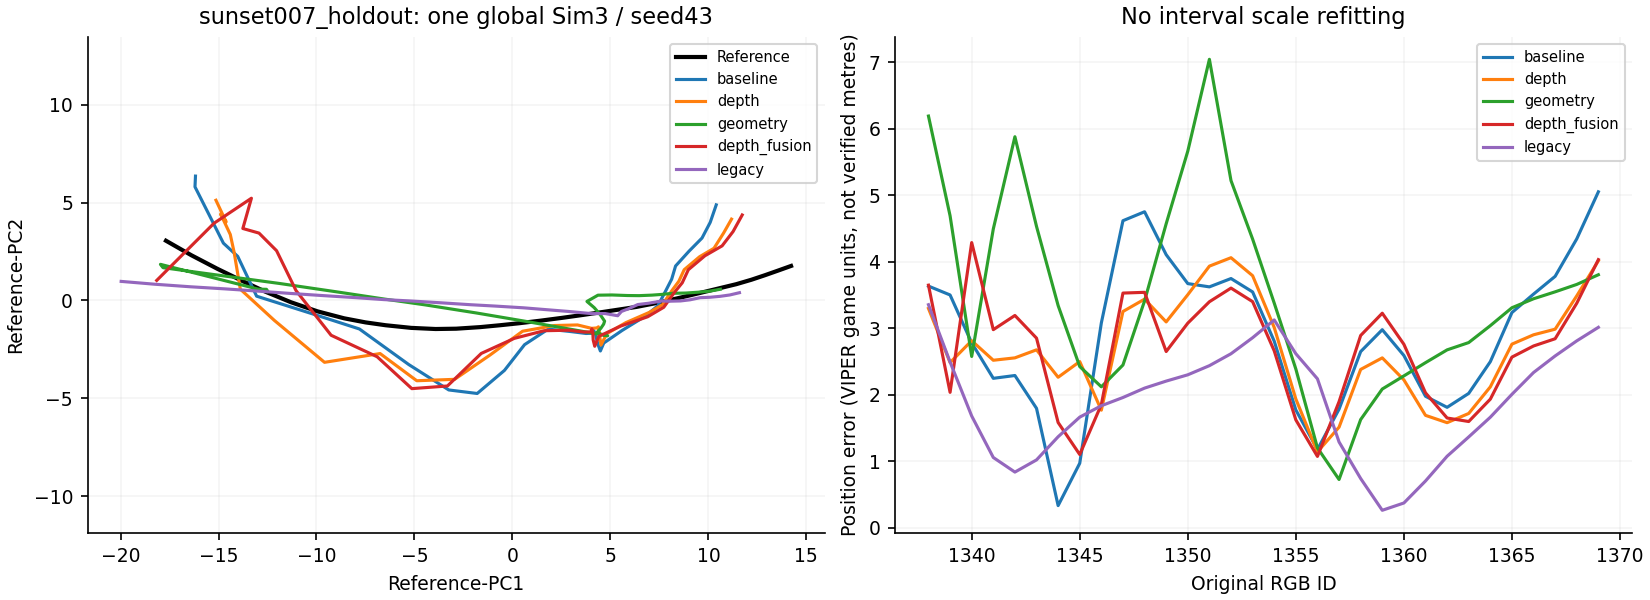 sunset007_holdout: one global Sim3 / seed43
Reference
baseline
depth
geometry
depth_fusion
legacy
10
5
0
−5
−10
Reference-PC2
−20
−15
−10
−5
0
5
10
15
Reference-PC1
No interval scale refitting
baseline
depth
geometry
depth_fusion
legacy
7
6
5
4
3
2
1
0
Position error (VIPER game units, not verified metres)
1340
1345
1350
1355
1360
1365
1370
Original RGB ID